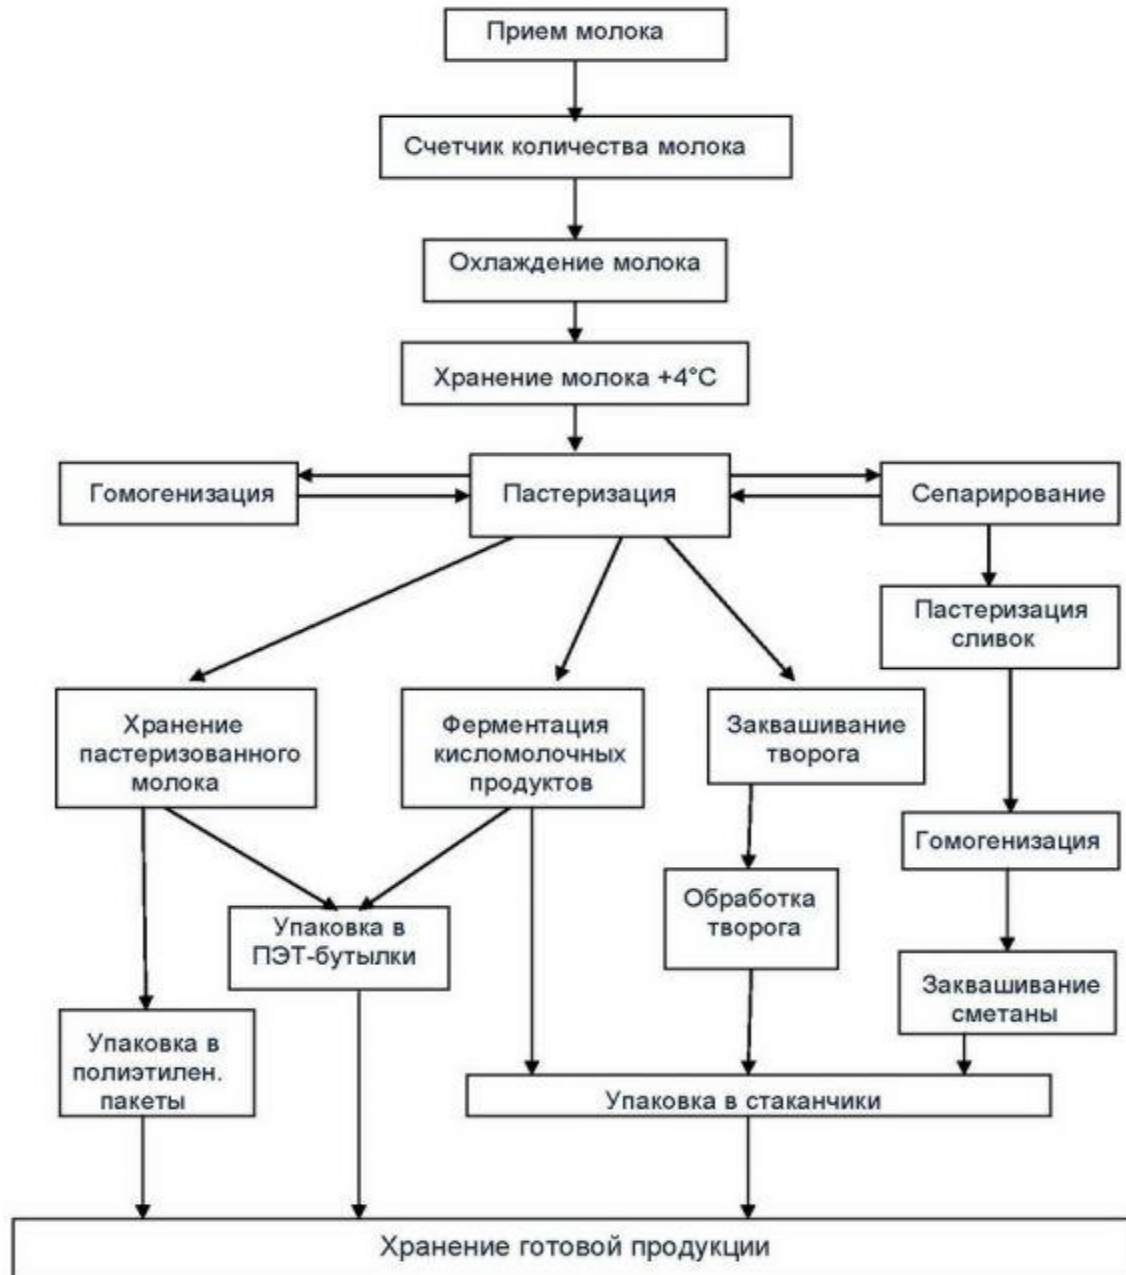 Прием молока
Счетчик количества молока
Охлаждение молока
Хранение молока +4°С
Гомогенизация
Пастеризация
Сепарирование
Пастеризация
сливок
Хранение
пастеризованного
молока
Ферментация
кисломолочных
продуктов
Заквашивание
творога
Гомогенизация
Обработка
творога
Упаковка в
ПЭТ-бутылки
Заквашивание
сметаны
Упаковка в
полиэтилен.
пакеты
Упаковка в стаканчики
Хранение готовой продукции